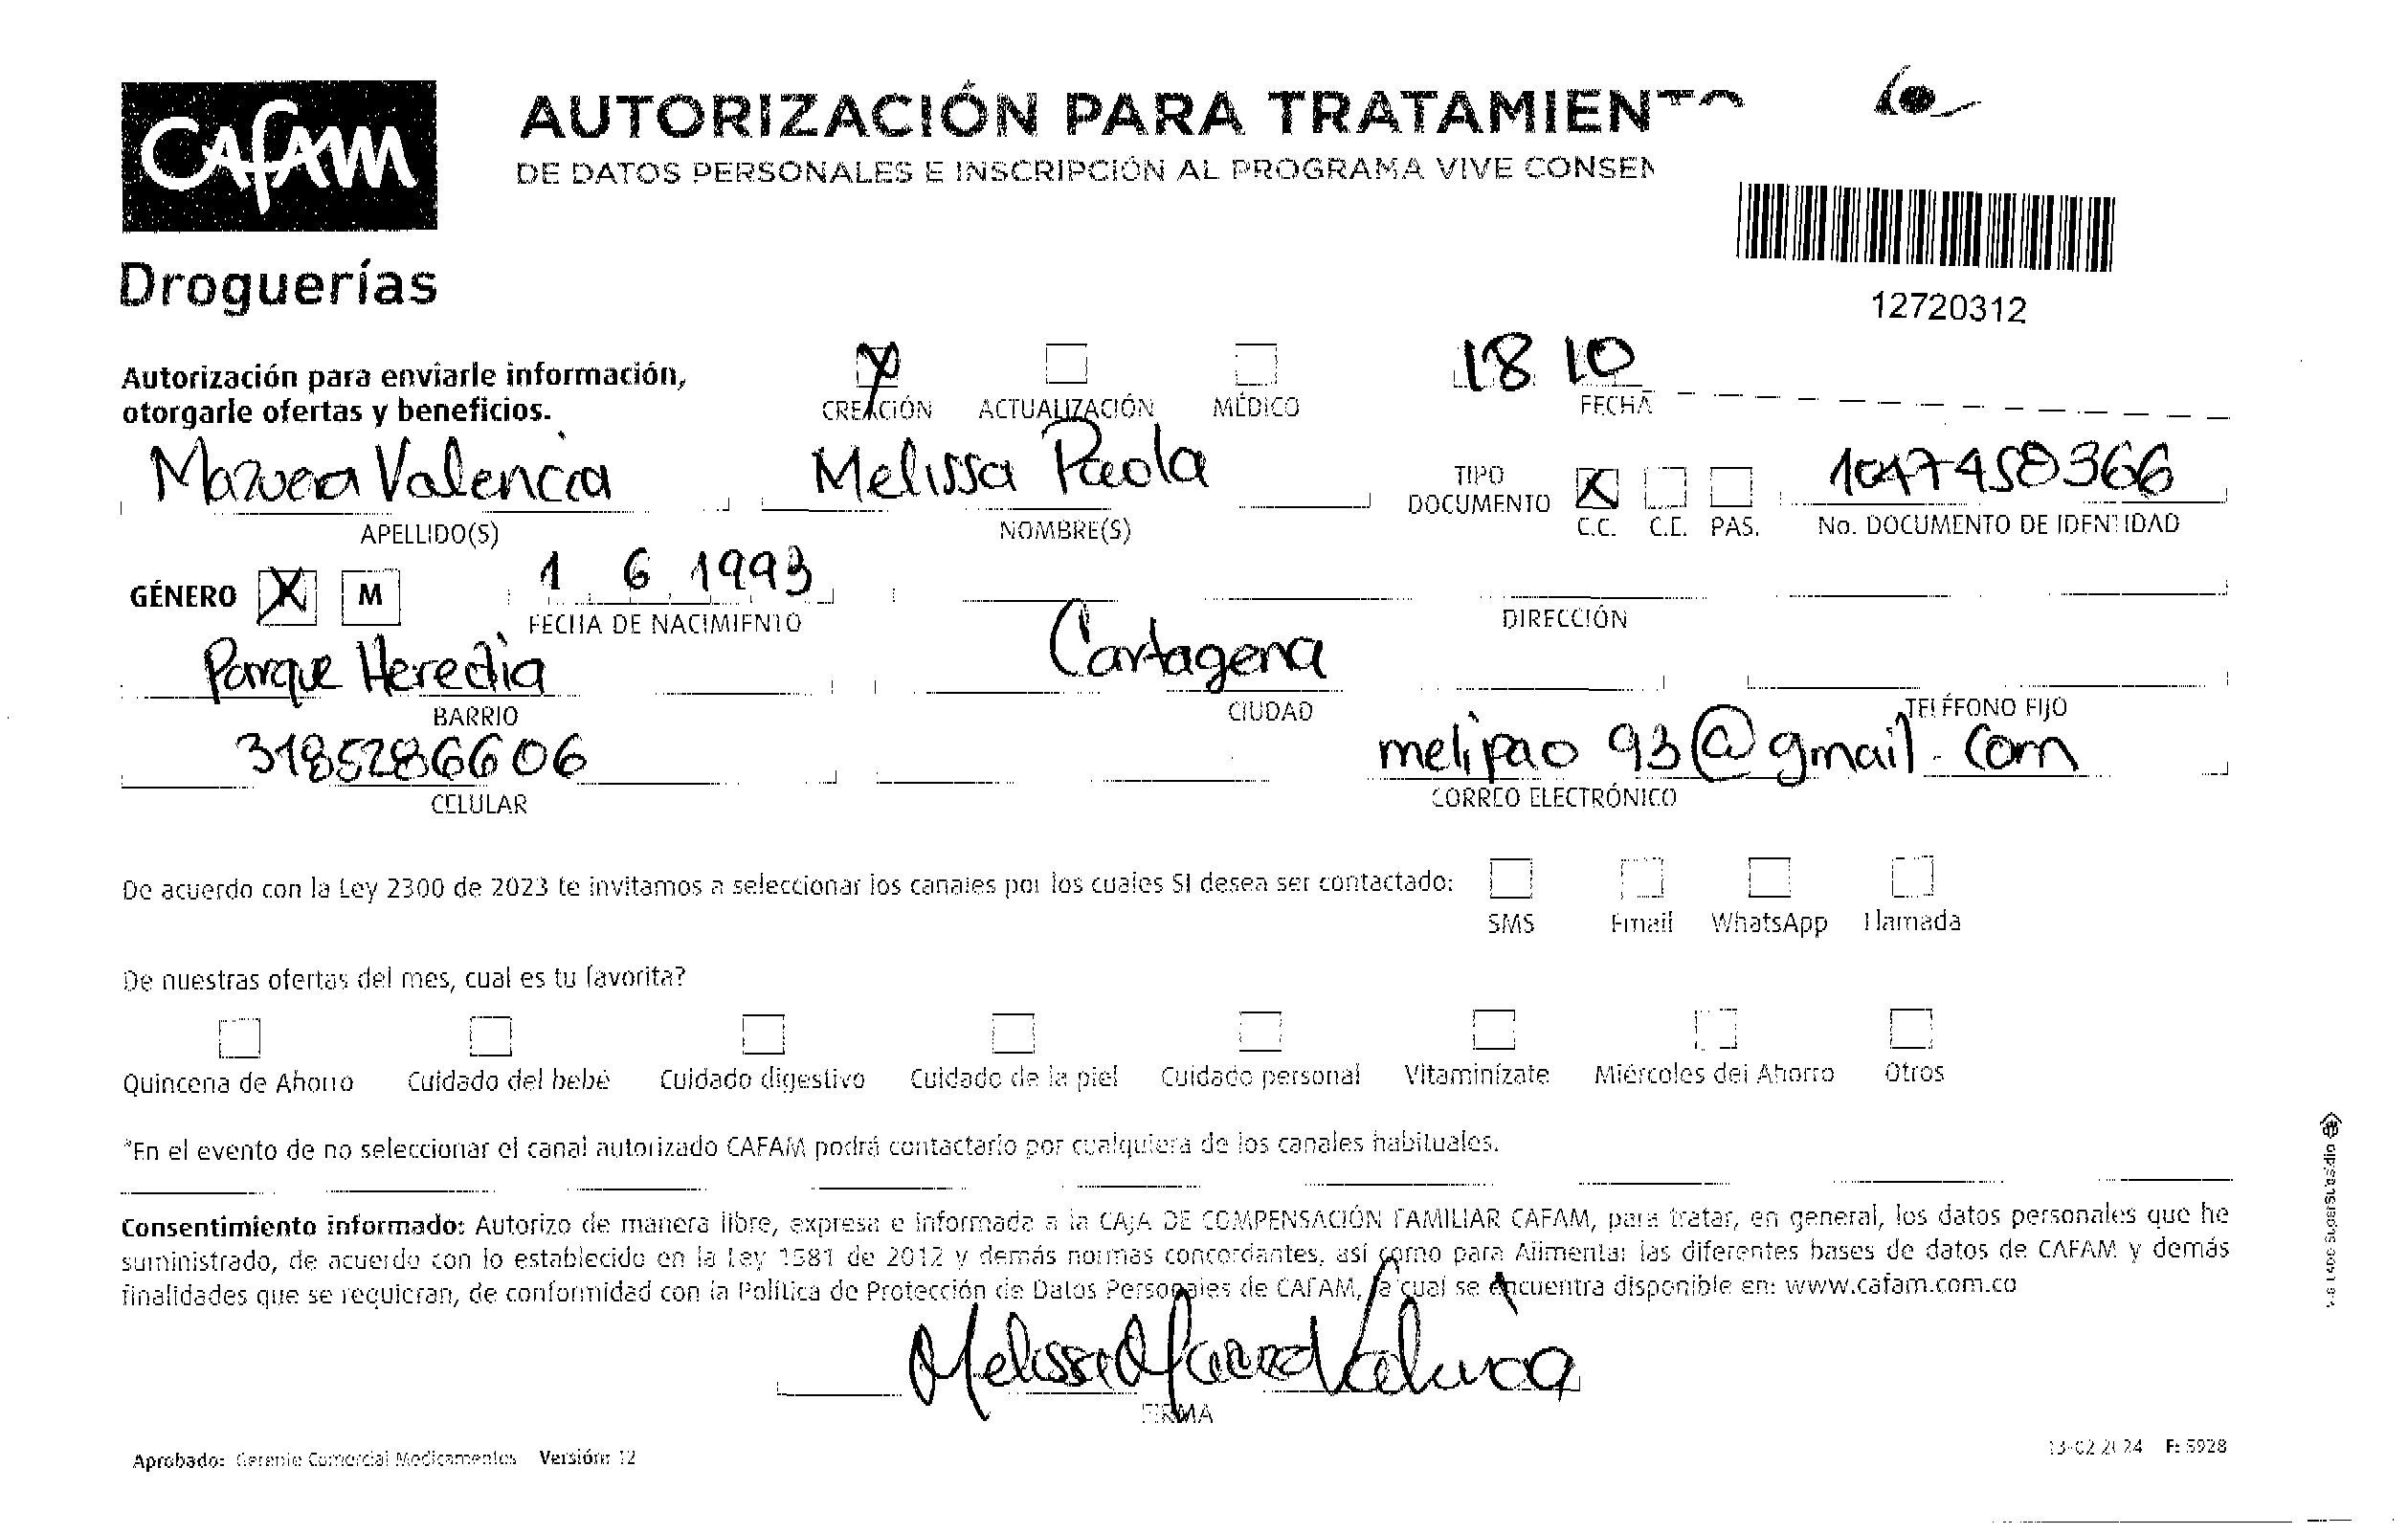 CAFAM
Droguerías
AUTORIZACIÓN PARA TRATAMIENTO
DE DATOS PERSONALES E INSCRIPCIÓN AL PROGRAMA VIVE CONSEN
12720312
Autorización para enviarle información,
otorgarle ofertas y beneficios.
CREACIÓN ACTUALIZACIÓN MÉDICO
18 10
FECHA
Mazuera Valencia Melissa Paola
TIPO DOCUMENTO X 1047458366
APELLIDO(S) NOMBRE(S) C.C. C.E. PAS. No. DOCUMENTO DE IDENTIDAD
GÉNERO X M 1 6 1993
FECHA DE NACIMIENTO DIRECCIÓN
Parque Heredia Cartagena
BARRIO CIUDAD TELÉFONO FIJO
3185286606 melipao 93@gmail.com
CELULAR CORREO ELECTRÓNICO
De acuerdo con la Ley 2300 de 2023 te invitamos a seleccionar los canales por los cuales SI desea ser contactado:
SMS Email WhatsApp Llamada
De nuestras ofertas del mes, cual es tu favorita?
Quincena de Ahorro Cuidado del bebé Cuidado digestivo Cuidado de la piel Cuidado personal Vitaminízate Miércoles del Ahorro Otros
*En el evento de no seleccionar el canal autorizado CAFAM podrá contactarlo por cualquiera de los canales habituales.
Consentimiento informado: Autorizo de manera libre, expresa e informada a la CAJA DE COMPENSACIÓN FAMILIAR CAFAM, para tratar, en general, los datos personales que he
suministrado, de acuerdo con lo establecido en la Ley 1581 de 2012 y demás normas concordantes, así como para Alimentar las diferentes bases de datos de CAFAM y demás
finalidades que se requieran, de conformidad con la Política de Protección de Datos Personales de CAFAM, la cual se encuentra disponible en: www.cafam.com.co
Melissa Mazuera Valencia
FIRMA
Aprobado: Gerente Comercial Medicamentos Versión: 12
13-02-2024 F: 5928
SuperSubsidio